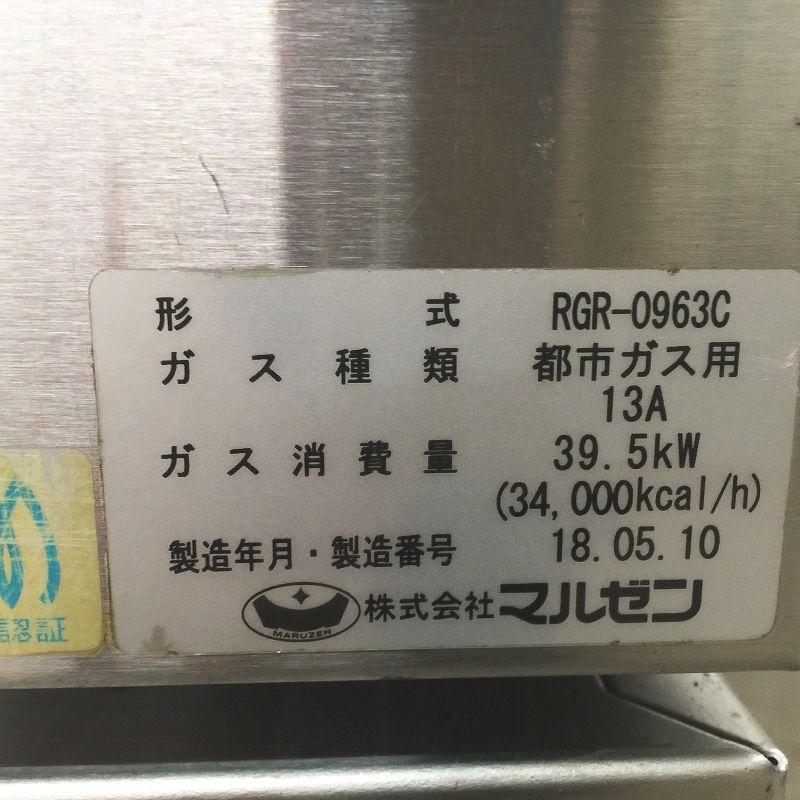 形式 RGR-0963C
ガス種類 都市ガス用
13A
ガス消費量 39.5kW
(34,000kcal/h)
製造年月・製造番号 18.05.10
MARUZEN 株式会社マルゼン
認証